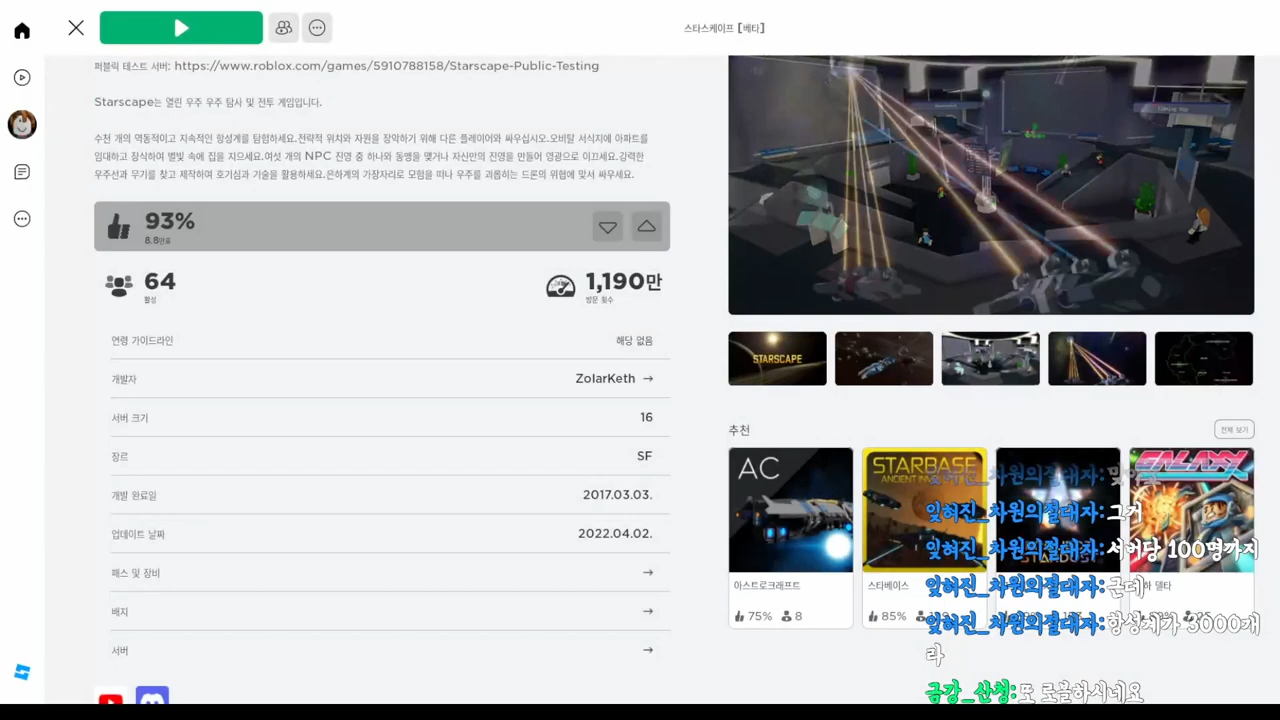 스타스케이프 [베타]
퍼블릭 테스트 서버: https://www.roblox.com/games/5910788158/Starscape-Public-Testing
Starscape는 열린 우주 우주 탐사 및 전투 게임입니다.
수천 개의 역동적이고 지속적인 항성계를 탐험하세요.전략적 위치와 자원을 장악하기 위해 다른 플레이어와 싸우십시오.오비탈 서식지에 아파트를
임대하고 장식하여 별빛 속에 집을 지으세요.여섯 개의 NPC 진영 중 하나와 동맹을 맺거나 자신만의 진영을 만들어 영광으로 이끄세요.강력한
우주선과 무기를 찾고 제작하여 호기심과 기술을 활용하세요.은하계의 가장자리로 모험을 떠나 우주를 괴롭히는 드론의 위협에 맞서 싸우세요.
93%
64
활성
1,190만
방문 횟수
연령 가이드라인 해당 없음
개발자 ZolarKeth →
서버 크기 16
장르 SF
개발 완료일 2017.03.03.
업데이트 날짜 2022.04.02.
패스 및 장비 →
배지 →
서버 →
STARSCAPE
추천
전체 보기
AC
STARBASE
GALAXY
아스트로크래프트
스타베이스
델타
75% 8
85%
잊혀진_차원의절대자:
잊혀진_차원의절대자: 그거
잊혀진_차원의절대자: 서버당 100명까지
잊혀진_차원의절대자: 근데
잊혀진_차원의절대자: 항성계가 3000개
라
금강_산청: 또 로블하시네요